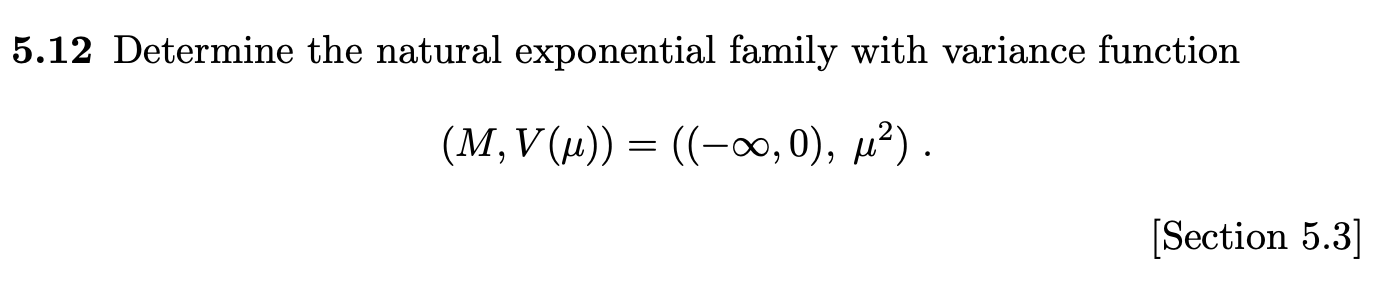 5.12 Determine the natural exponential family with variance function
(M, V(μ)) = ((−∞, 0), μ²) .
[Section 5.3]